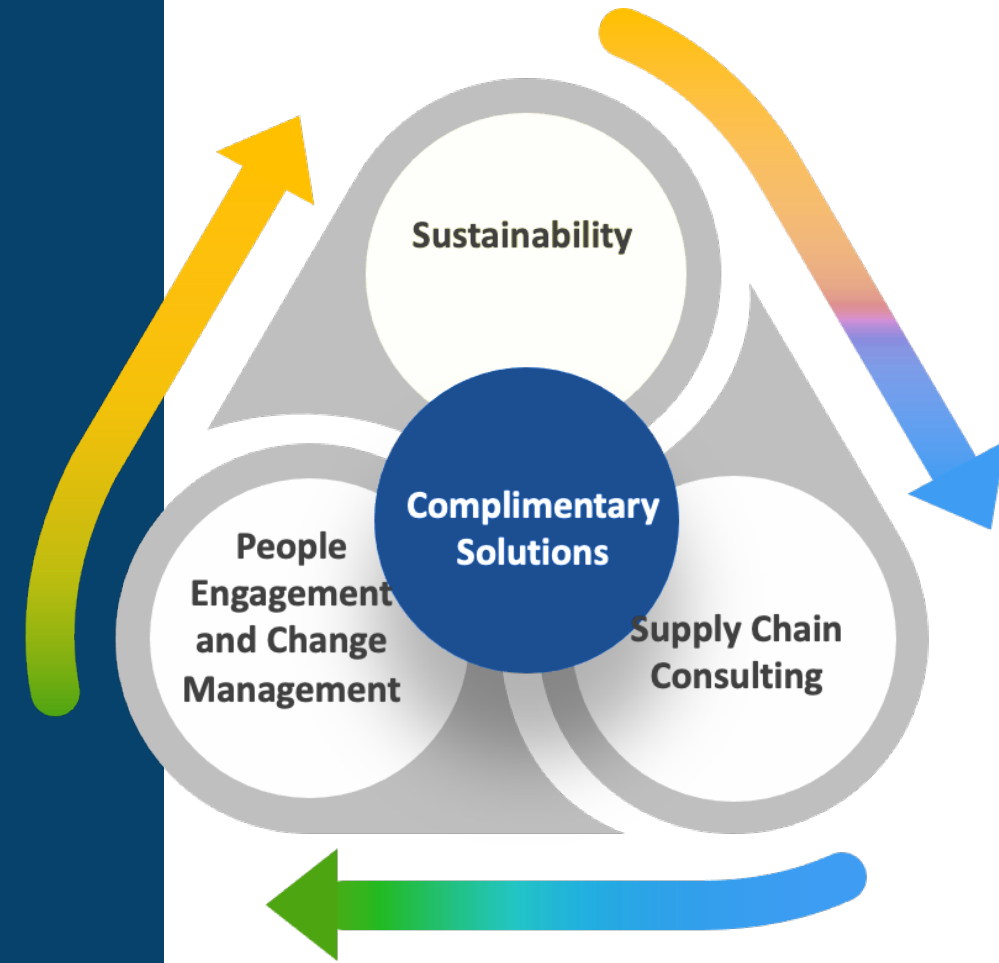 Sustainability
Complimentary
Solutions
People
Engagement
and Change
Management
Supply Chain
Consulting